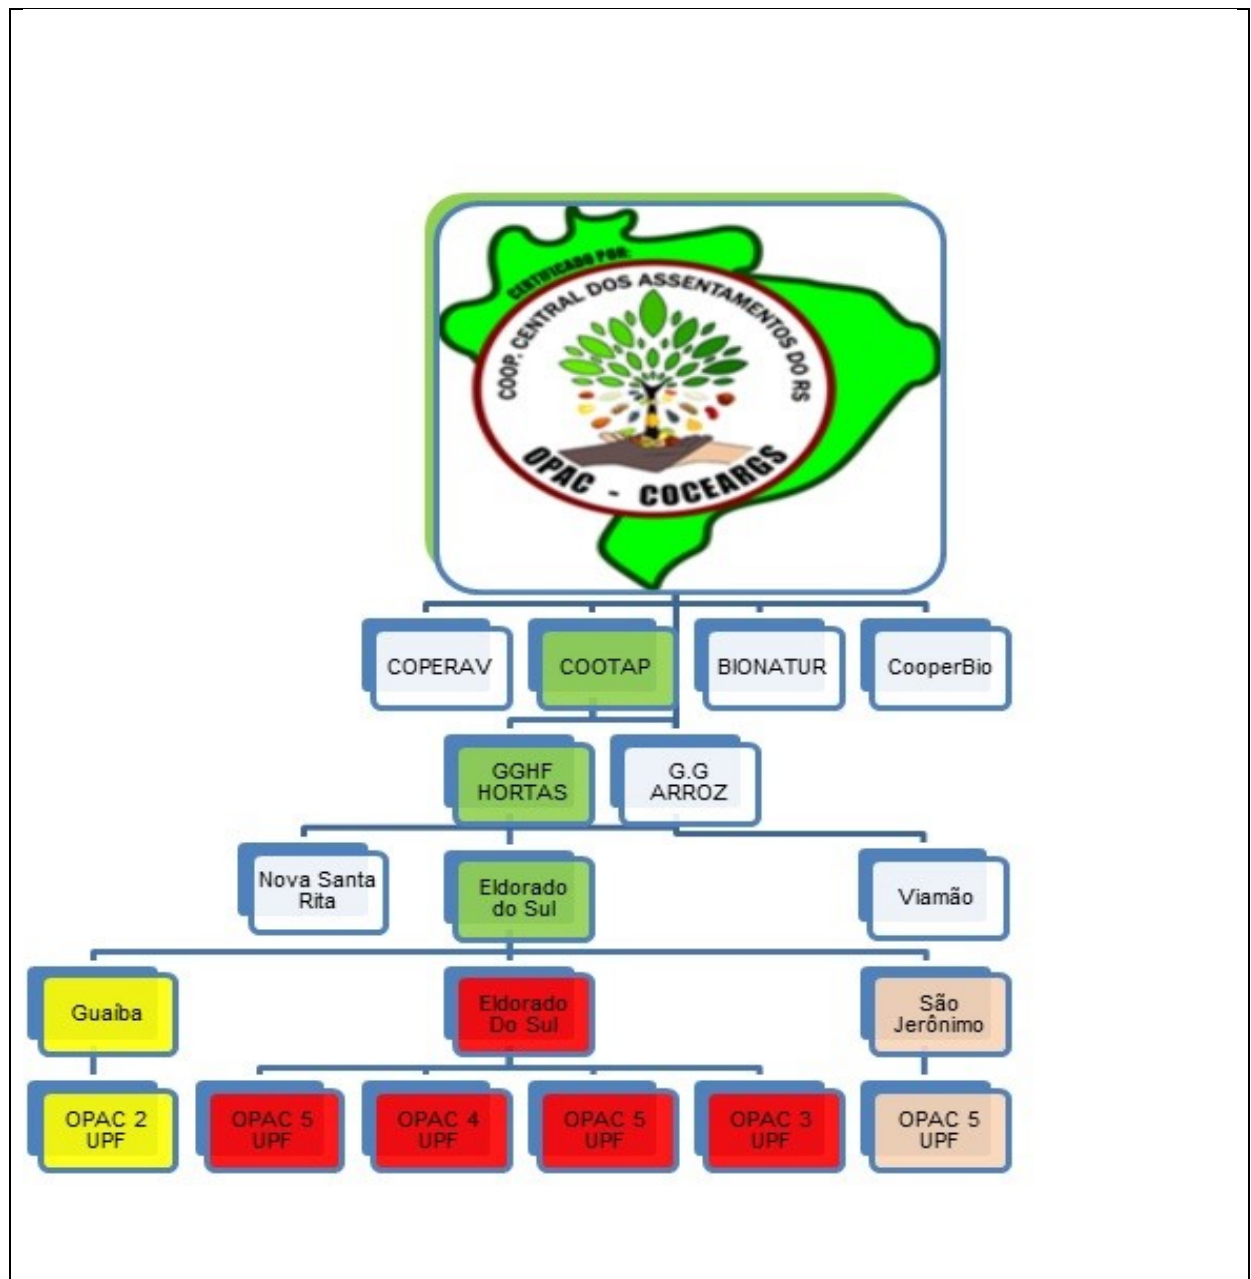 CERTIFICADO POR:
COOP. CENTRAL DOS ASSENTAMENTOS DO RS
OPAC - COCEARGS
COPERAV
COOTAP
BIONATUR
CooperBio
GGHF
HORTAS
G.G
ARROZ
Nova Santa
Rita
Eldorado
do Sul
Viamão
Guaíba
Eldorado
Do Sul
São
Jerônimo
OPAC 2
UPF
OPAC 5
UPF
OPAC 4
UPF
OPAC 5
UPF
OPAC 3
UPF
OPAC 5
UPF